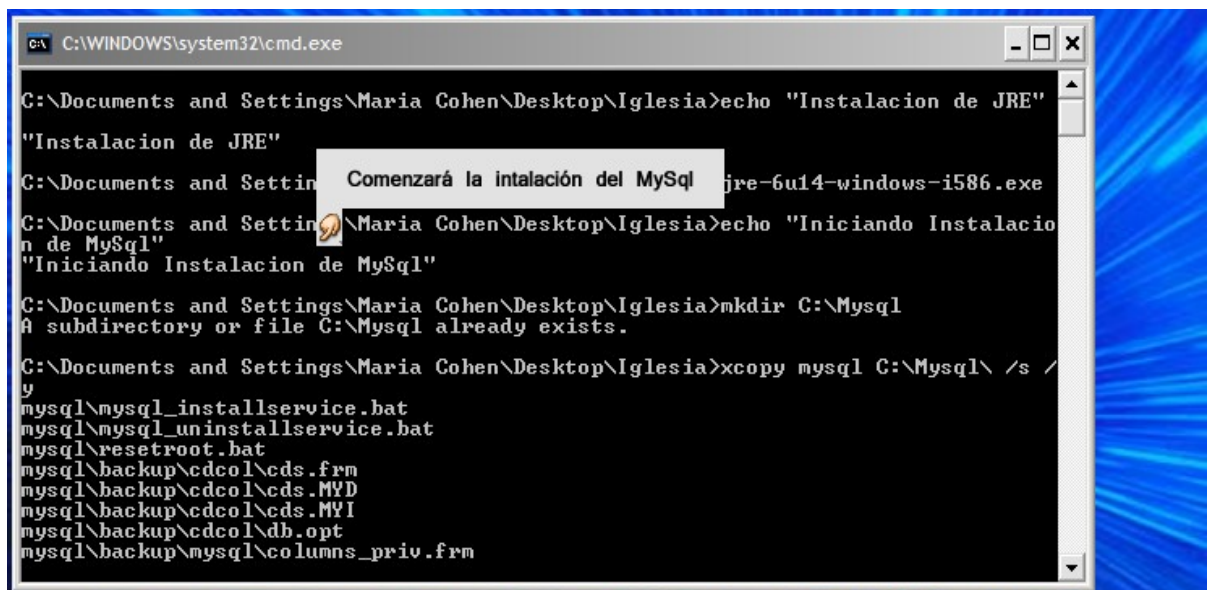 C:\WINDOWS\system32\cmd.exe
C:\Documents and Settings\Maria Cohen\Desktop\Iglesia>echo "Instalacion de JRE"
"Instalacion de JRE"
Comenzará la intalación del MySql
C:\Documents and Settin jre-6u14-windows-i586.exe
C:\Documents and Setting \Maria Cohen\Desktop\Iglesia>echo "Iniciando Instalacio
n de MySql"
"Iniciando Instalacion de MySql"
C:\Documents and Settings\Maria Cohen\Desktop\Iglesia>mkdir C:\Mysql
A subdirectory or file C:\Mysql already exists.
C:\Documents and Settings\Maria Cohen\Desktop\Iglesia>xcopy mysql C:\Mysql\ /s /
y
mysql\mysql_installservice.bat
mysql\mysql_uninstallservice.bat
mysql\resetroot.bat
mysql\backup\cdcol\cds.frm
mysql\backup\cdcol\cds.MYD
mysql\backup\cdcol\cds.MYI
mysql\backup\cdcol\db.opt
mysql\backup\mysql\columns_priv.frm